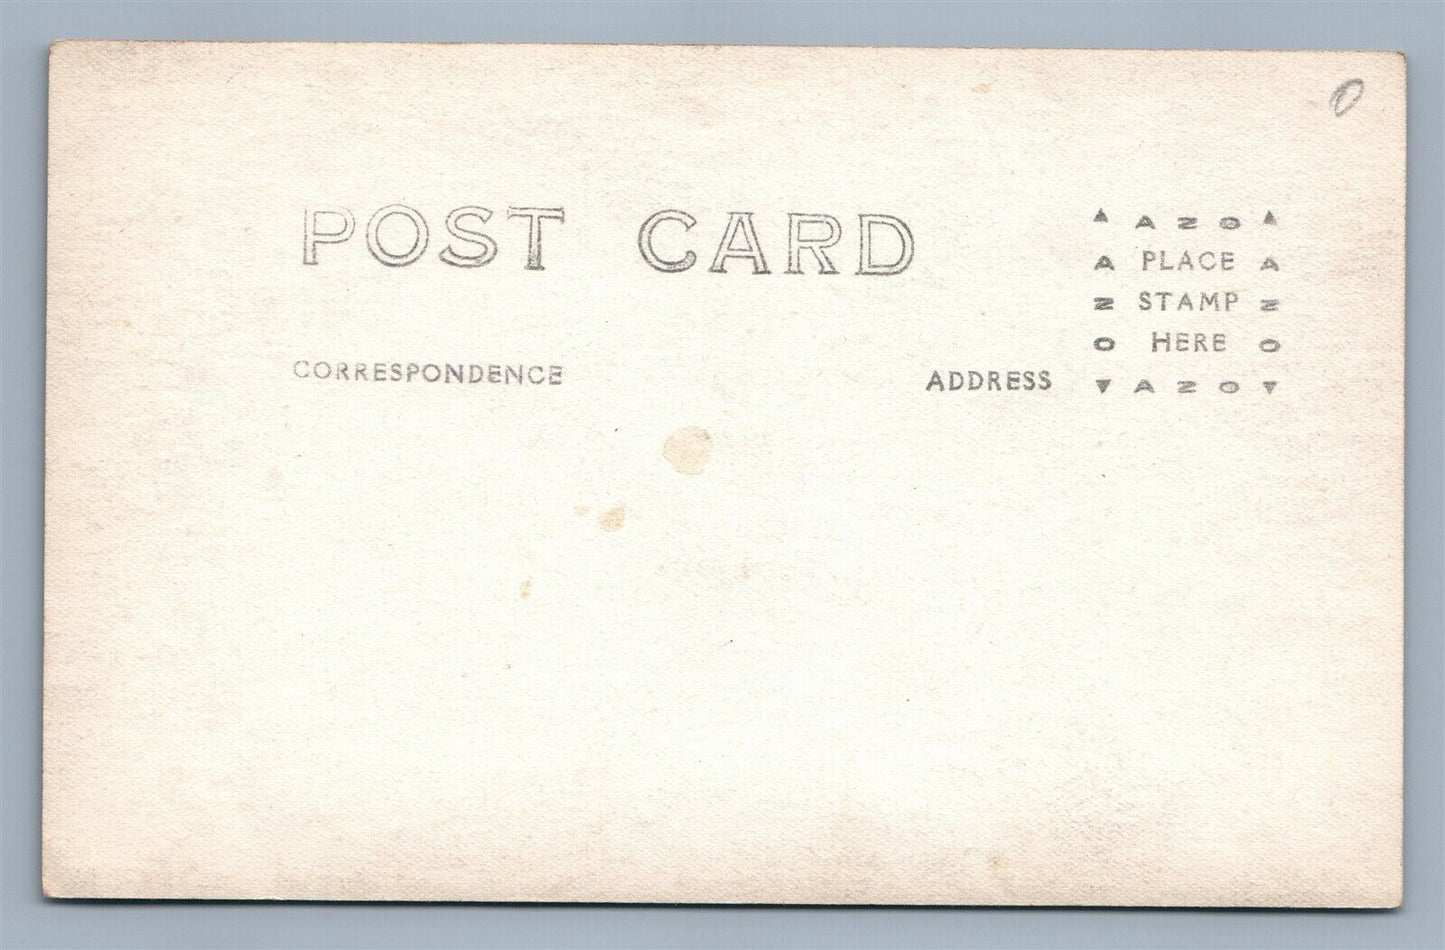 0
POST CARD
▲ AZO ▲
A PLACE A
Z STAMP Z
O HERE O
▼ AZO ▼
CORRESPONDENCE
ADDRESS